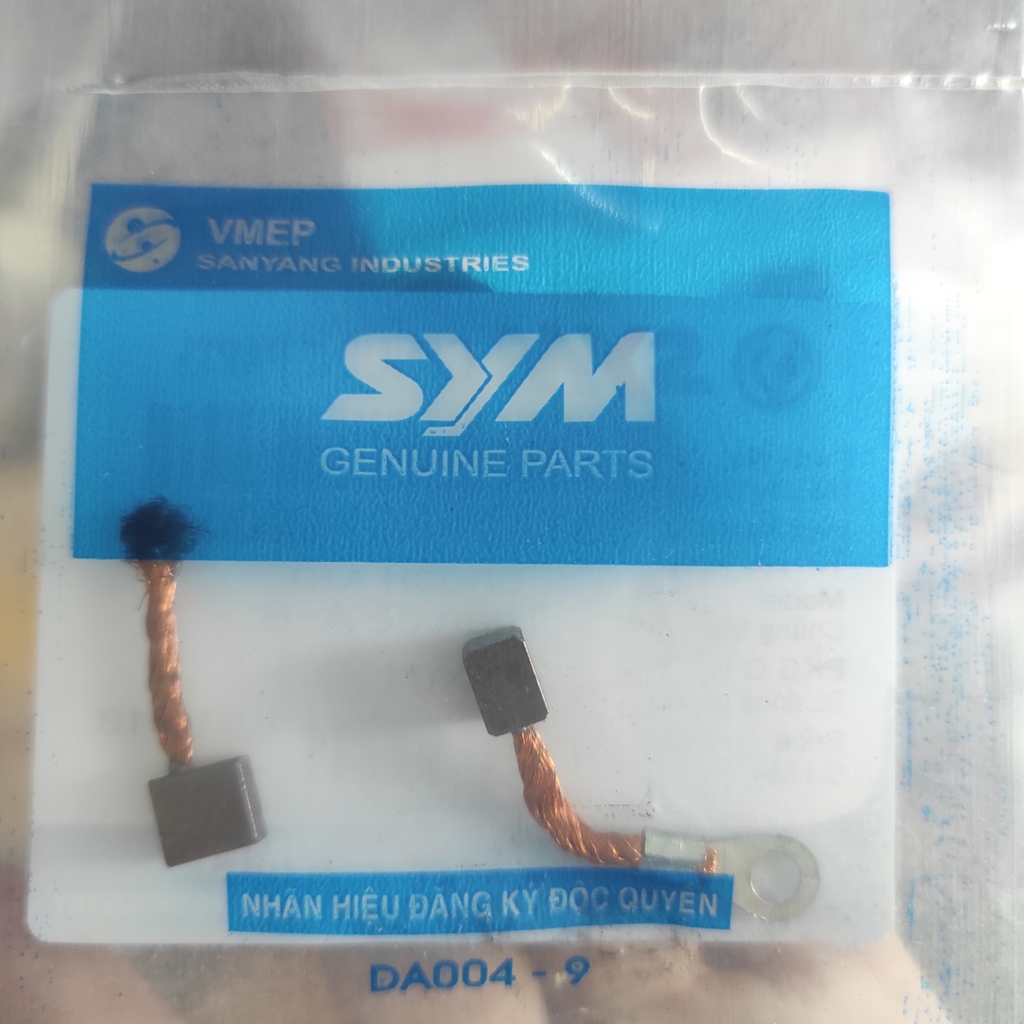 VMEP
SANYANG INDUSTRIES
SYM
GENUINE PARTS
NHÃN HIỆU ĐĂNG KÝ ĐỘC QUYỀN
DA004 - 9